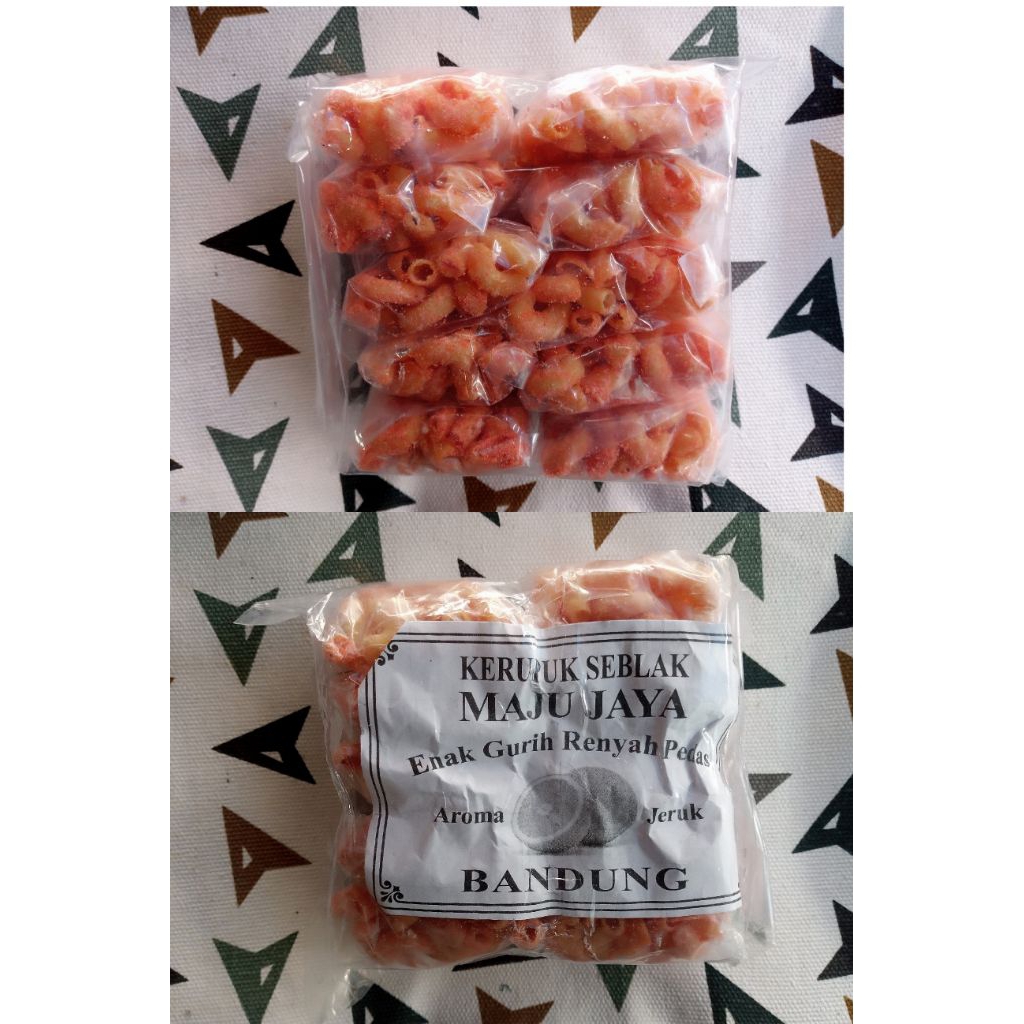 KERUPUK SEBLAK
MAJU JAYA
Enak Gurih Renyah Pedas
Aroma Jeruk
BANDUNG